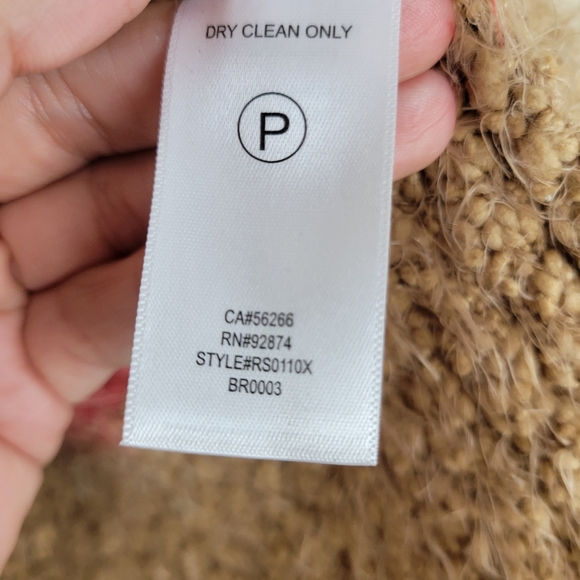 DRY CLEAN ONLY
P
CA#56266
RN#92874
STYLE#RS0110X
BR0003